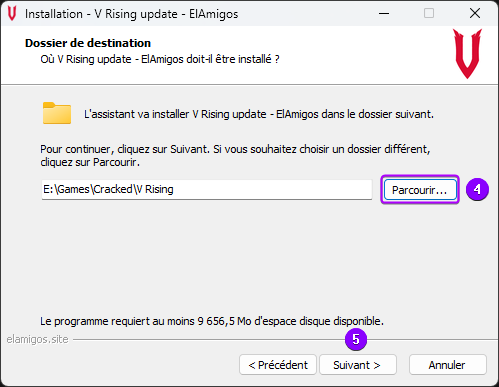 Installation - V Rising update - ElAmigos
Dossier de destination
Où V Rising update - ElAmigos doit-il être installé ?
L'assistant va installer V Rising update - ElAmigos dans le dossier suivant.
Pour continuer, cliquez sur Suivant. Si vous souhaitez choisir un dossier différent,
cliquez sur Parcourir.
E:\Games\Cracked\V Rising
Parcourir...
4
Le programme requiert au moins 9 656,5 Mo d'espace disque disponible.
elamigos.site
5
< Précédent
Suivant >
Annuler